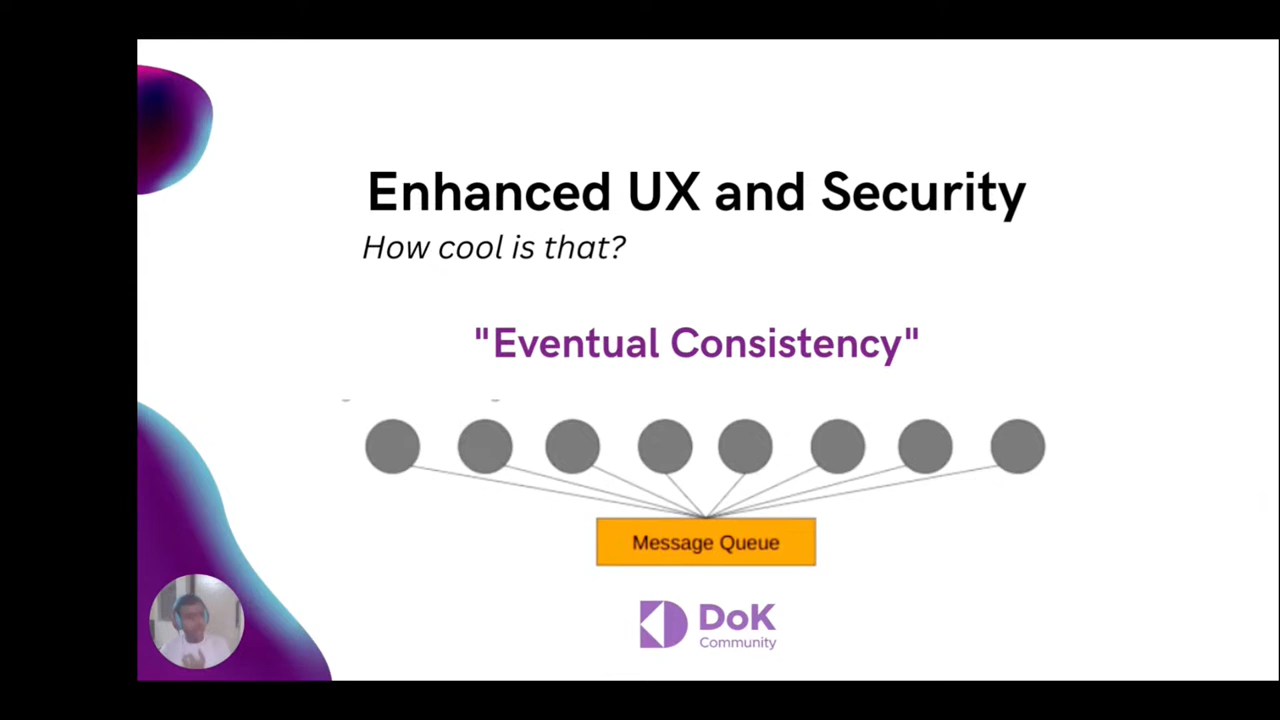 Enhanced UX and Security
How cool is that?
"Eventual Consistency"
Message Queue
DoK
Community